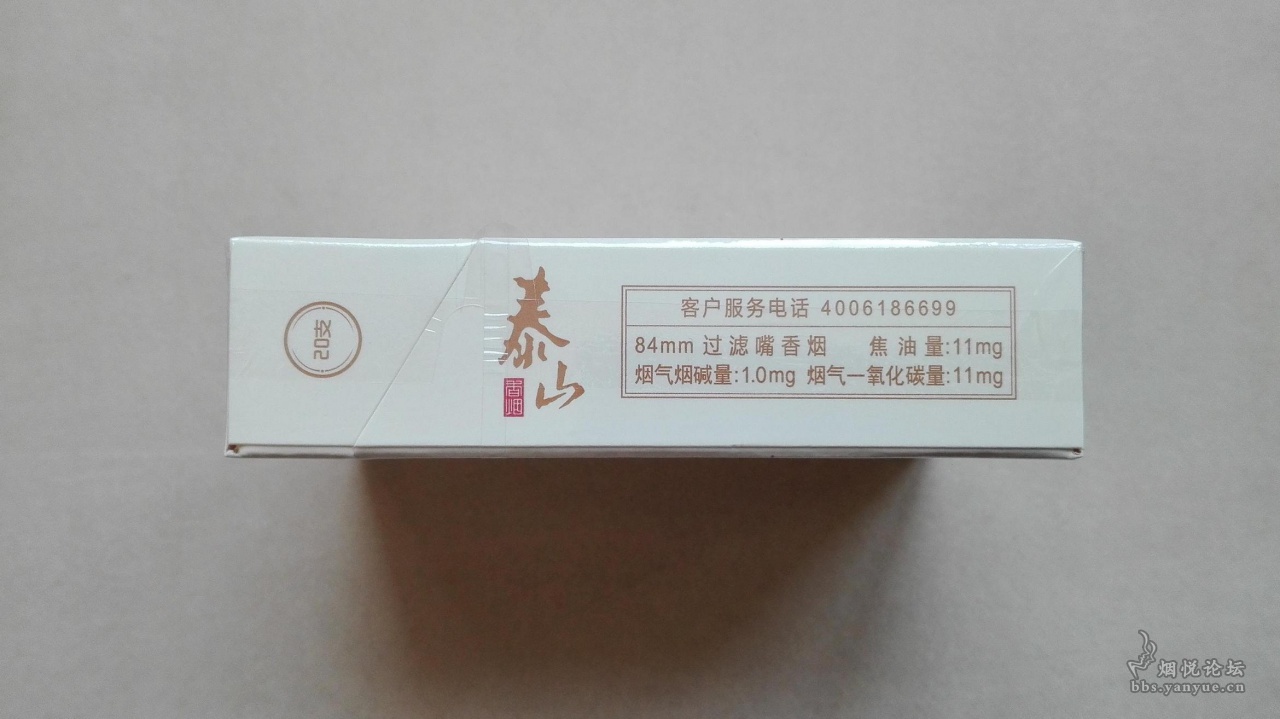 20支
泰山
香烟
客户服务电话 4006186699
84mm 过滤嘴香烟 焦油量:11mg
烟气烟碱量:1.0mg 烟气一氧化碳量:11mg
烟悦论坛
bbs.yanyue.cn